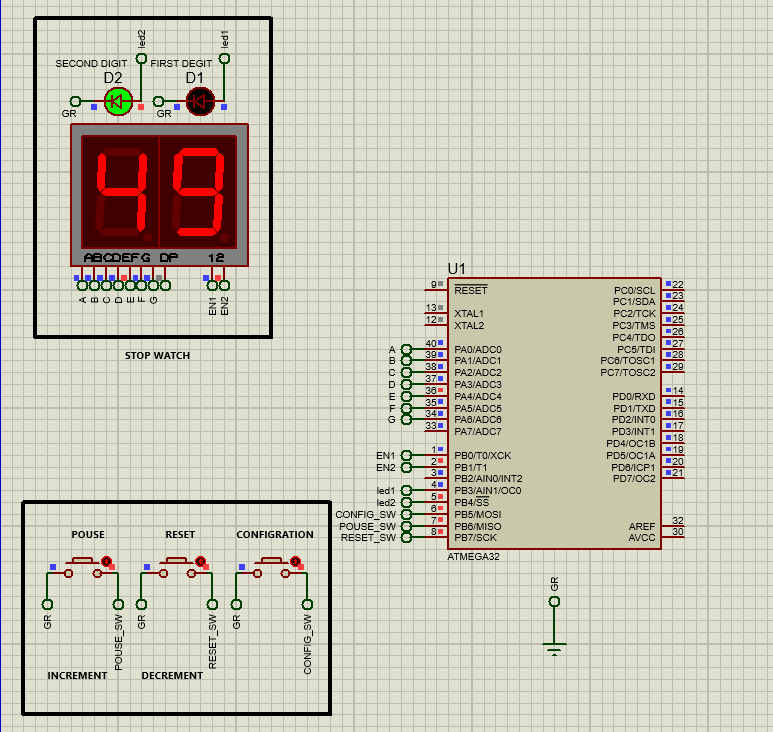 led2
led1
SECOND DIGIT
FIRST DEGIT
D2
D1
GR
GR
49
ABCDEFG DP
12
A
B
C
D
E
F
G
EN1
EN2
STOP WATCH
U1
9
RESET
13
XTAL1
12
XTAL2
A
40
PA0/ADC0
B
39
PA1/ADC1
C
38
PA2/ADC2
D
37
PA3/ADC3
E
36
PA4/ADC4
F
35
PA5/ADC5
G
34
PA6/ADC6
33
PA7/ADC7
EN1
1
PB0/T0/XCK
EN2
2
PB1/T1
3
PB2/AIN0/INT2
led1
4
PB3/AIN1/OC0
led2
5
PB4/SS
CONFIG_SW
6
PB5/MOSI
POUSE_SW
7
PB6/MISO
RESET_SW
8
PB7/SCK
PC0/SCL
22
PC1/SDA
23
PC2/TCK
24
PC3/TMS
25
PC4/TDO
26
PC5/TDI
27
PC6/TOSC1
28
PC7/TOSC2
29
PD0/RXD
14
PD1/TXD
15
PD2/INT0
16
PD3/INT1
17
PD4/OC1B
18
PD5/OC1A
19
PD6/ICP1
20
PD7/OC2
21
AREF
32
AVCC
30
ATMEGA32
POUSE
RESET
CONFIGRATION
GR
POUSE_SW
GR
RESET_SW
GR
CONFIG_SW
INCREMENT
DECREMENT
GR